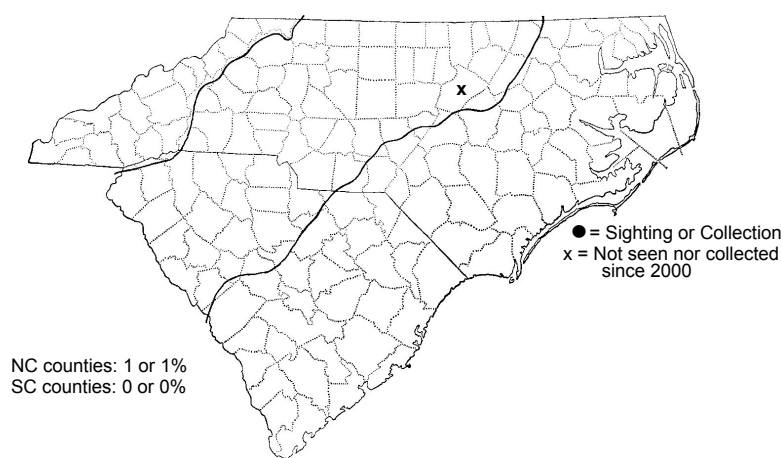 x
● = Sighting or Collection
x = Not seen nor collected
since 2000
NC counties: 1 or 1%
SC counties: 0 or 0%